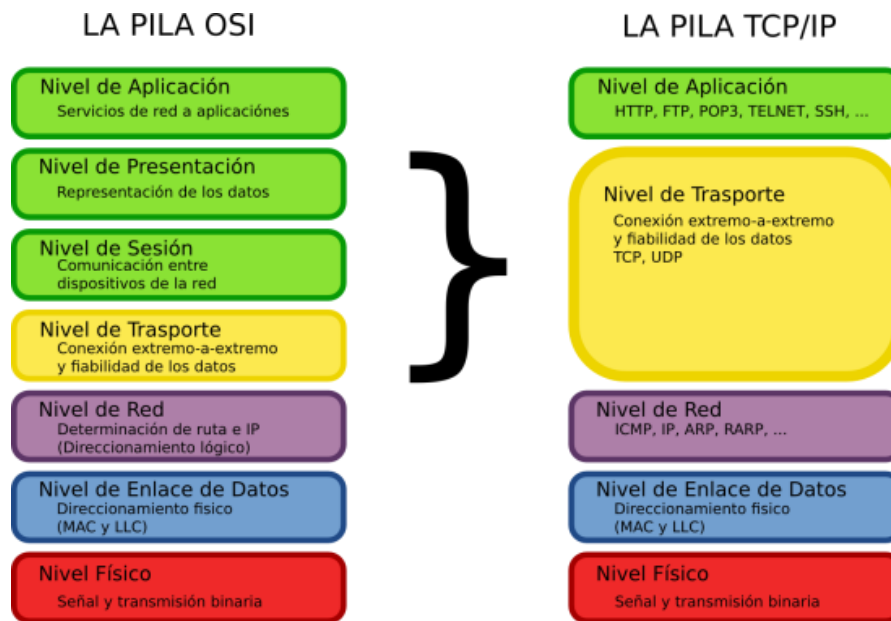 LA PILA OSI
Nivel de Aplicación
Servicios de red a aplicaciónes
Nivel de Presentación
Representación de los datos
Nivel de Sesión
Comunicación entre
dispositivos de la red
Nivel de Trasporte
Conexión extremo-a-extremo
y fiabilidad de los datos
Nivel de Red
Determinación de ruta e IP
(Direccionamiento lógico)
Nivel de Enlace de Datos
Direccionamiento fisico
(MAC y LLC)
Nivel Físico
Señal y transmisión binaria
}
LA PILA TCP/IP
Nivel de Aplicación
HTTP, FTP, POP3, TELNET, SSH, ...
Nivel de Trasporte
Conexión extremo-a-extremo
y fiabilidad de los datos
TCP, UDP
Nivel de Red
ICMP, IP, ARP, RARP, ...
Nivel de Enlace de Datos
Direccionamiento fisico
(MAC y LLC)
Nivel Físico
Señal y transmisión binaria